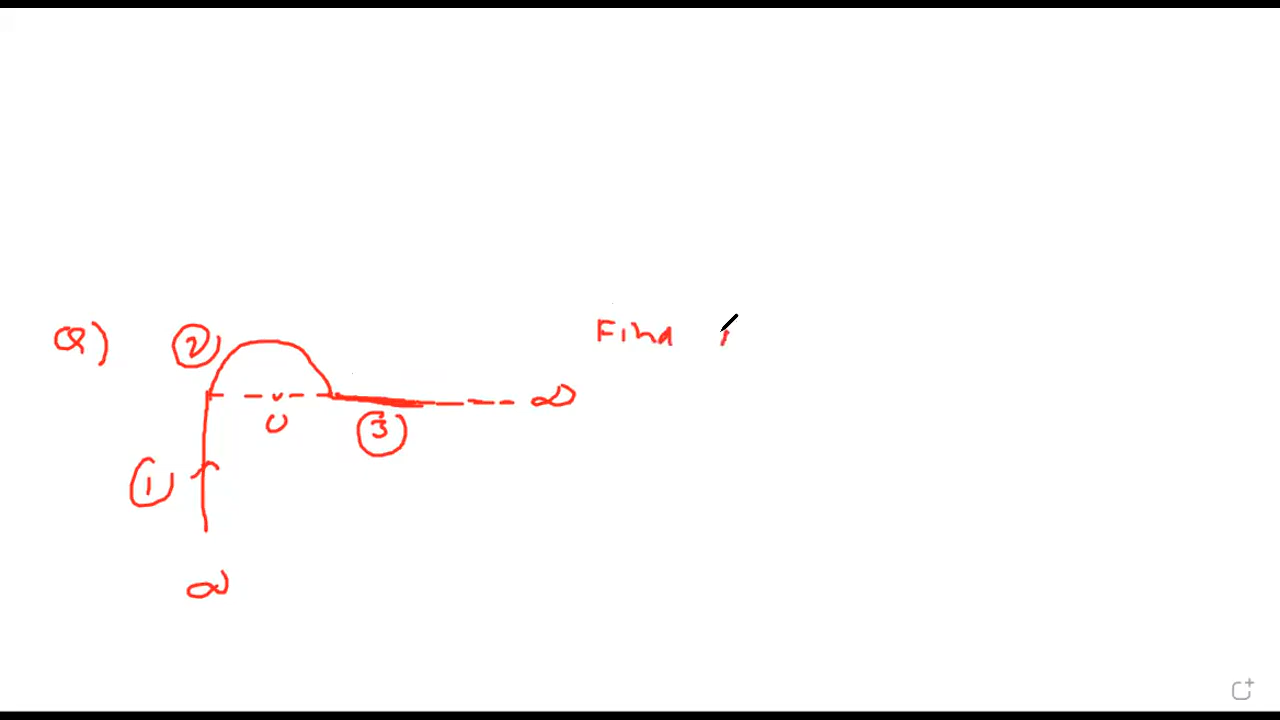 Q)
②
Find
∞
O
③
①
∞